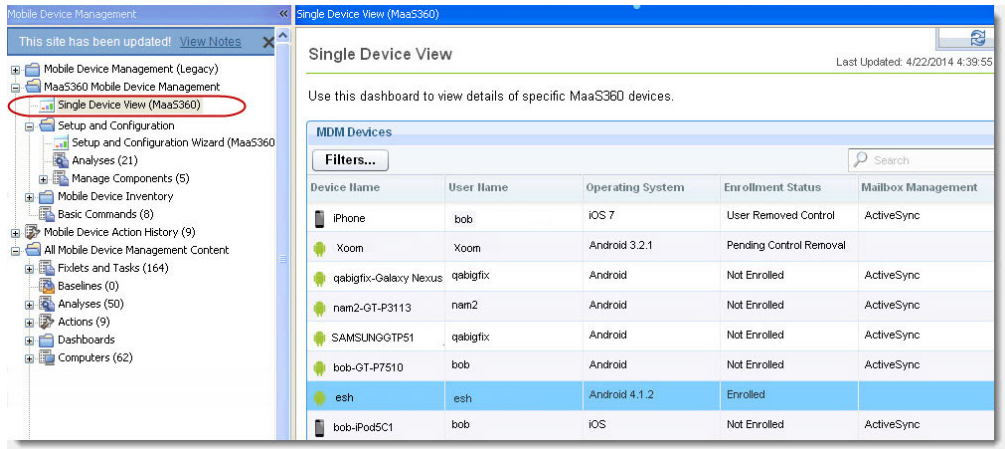 Mobile Device Management
Single Device View (MaaS360)
This site has been updated! View Notes X
Mobile Device Management (Legacy)
MaaS360 Mobile Device Management
Single Device View (MaaS360)
Setup and Configuration
Setup and Configuration Wizard (MaaS360
Analyses (21)
Manage Components (5)
Mobile Device Inventory
Basic Commands (8)
Mobile Device Action History (9)
All Mobile Device Management Content
Fixlets and Tasks (164)
Baselines (0)
Analyses (50)
Actions (9)
Dashboards
Computers (62)
Single Device View
Last Updated: 4/22/2014 4:39:55
Use this dashboard to view details of specific MaaS360 devices.
MDM Devices
Filters...
Search
Device Name User Name Operating System Enrollment Status Mailbox Management
iPhone bob iOS 7 User Removed Control ActiveSync
Xoom Xoom Android 3.2.1 Pending Control Removal
qabigfix-Galaxy Nexus qabigfix Android Not Enrolled ActiveSync
nam2-GT-P3113 nam2 Android Not Enrolled ActiveSync
SAMSUNGGTP51 qabigfix Android Not Enrolled ActiveSync
bob-GT-P7510 bob Android Not Enrolled ActiveSync
esh esh Android 4.1.2 Enrolled
bob-iPod5C1 bob iOS Not Enrolled ActiveSync